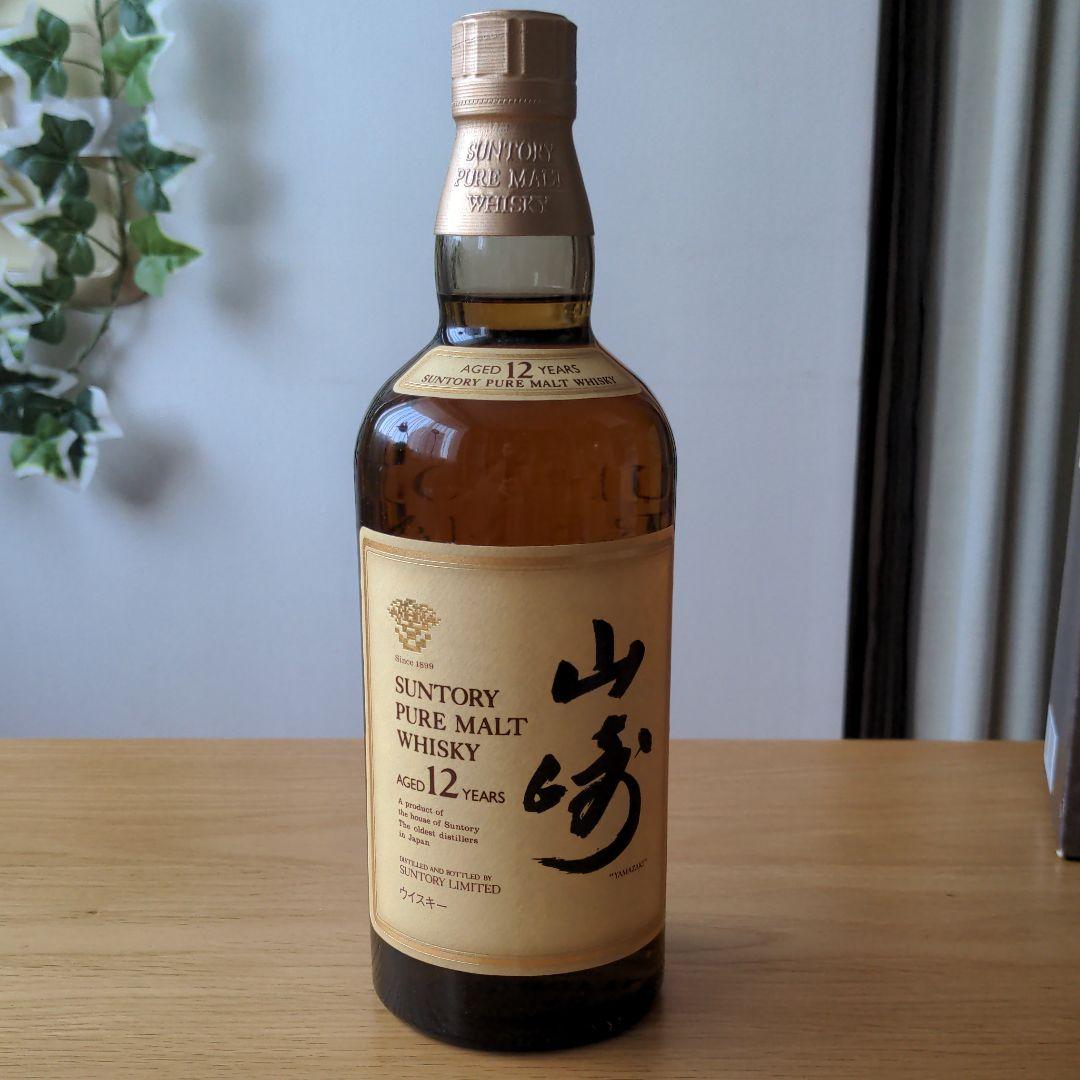 SUNTORY
PURE MALT
WHISKY
AGED 12 YEARS
SUNTORY PURE MALT WHISKY
Since 1899
SUNTORY
PURE MALT
WHISKY
AGED 12 YEARS
A product of
the house of Suntory
The oldest distillers
in Japan
DISTILLED AND BOTTLED BY
SUNTORY LIMITED
ウイスキー
山崎
"YAMAZAKI"